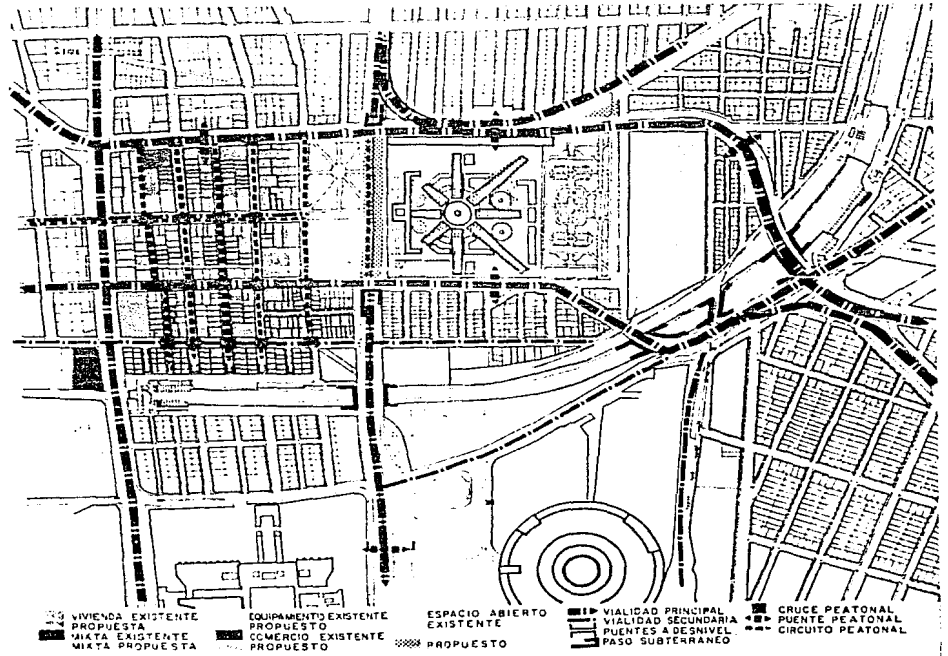 VIVIENDA EXISTENTE
PROPUESTA
MIXTA EXISTENTE
MIXTA PROPUESTA
EQUIPAMENTO EXISTENTE
PROPUESTO
COMERCIO EXISTENTE
PROPUESTO
ESPACIO ABIERTO
EXISTENTE
PROPUESTO
VIALIDAD PRINCIPAL
VIALIDAD SECUNDARIA
PUENTES A DESNIVEL
PASO SUBTERRANEO
CRUCE PEATONAL
PUENTE PEATONAL
CIRCUITO PEATONAL